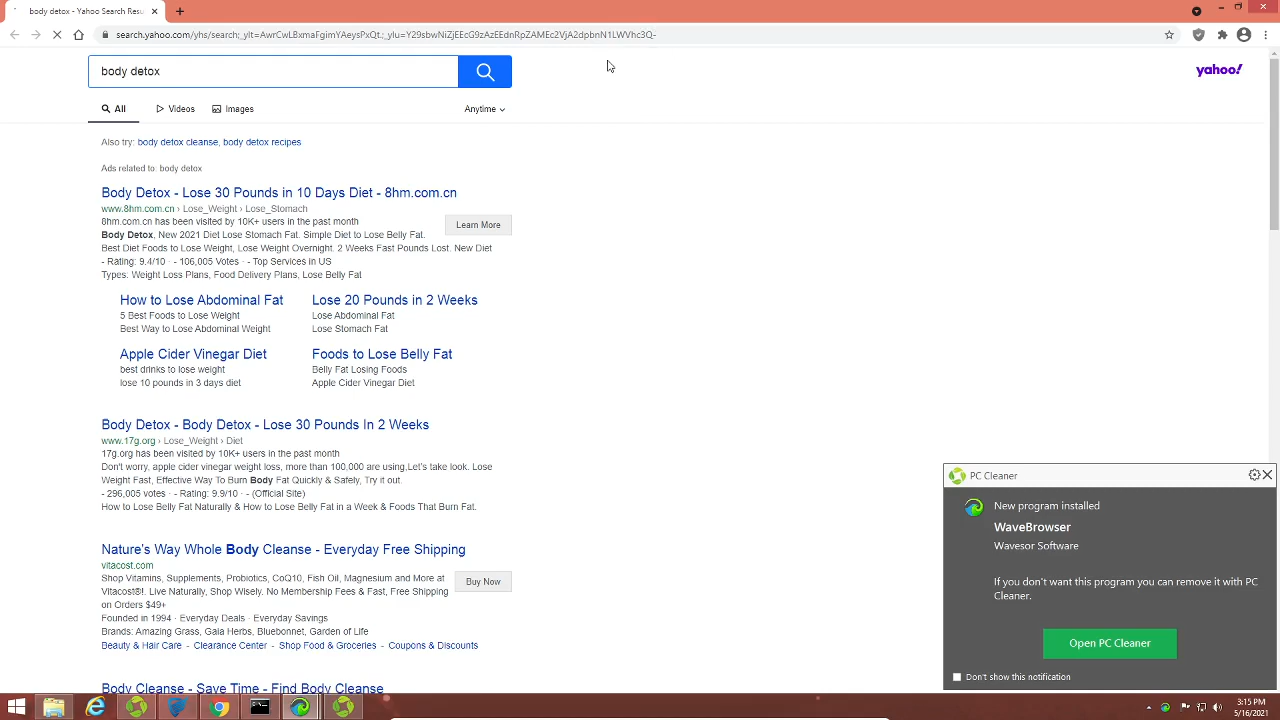 body detox - Yahoo Search Resu
search.yahoo.com/yhs/search;_ylt=AwrCwLBxmaFgimYAeysPxQt.;_ylu=Y29sbwNiZjEEcG9zAzEEdnRpZAMEc2VjA2dpbnN1LWVhc3Q-
body detox
yahoo!
All Videos Images Anytime
Also try: body detox cleanse, body detox recipes
Ads related to: body detox
Body Detox - Lose 30 Pounds in 10 Days Diet - 8hm.com.cn
www.8hm.com.cn › Lose_Weight › Lose_Stomach
8hm.com.cn has been visited by 10K+ users in the past month
Learn More
Body Detox, New 2021 Diet Lose Stomach Fat. Simple Diet to Lose Belly Fat.
Best Diet Foods to Lose Weight, Lose Weight Overnight. 2 Weeks Fast Pounds Lost. New Diet
- Rating: 9.4/10 · - 106,005 Votes · - Top Services in US
Types: Weight Loss Plans, Food Delivery Plans, Lose Belly Fat
How to Lose Abdominal Fat
5 Best Foods to Lose Weight
Best Way to Lose Abdominal Weight
Lose 20 Pounds in 2 Weeks
Lose Abdominal Fat
Lose Stomach Fat
Apple Cider Vinegar Diet
best drinks to lose weight
lose 10 pounds in 3 days diet
Foods to Lose Belly Fat
Belly Fat Losing Foods
Apple Cider Vinegar Diet
Body Detox - Body Detox - Lose 30 Pounds In 2 Weeks
www.17g.org › Lose_Weight › Diet
17g.org has been visited by 10K+ users in the past month
Don't worry, apple cider vinegar weight loss, more than 100,000 are using,Let's take look. Lose
Weight Fast, Effective Way To Burn Body Fat Quickly & Safely, Try it out.
- 296,005 votes · - Rating: 9.9/10 · - (Official Site)
How to Lose Belly Fat Naturally & How to Lose Belly Fat in a Week & Foods That Burn Fat.
Nature's Way Whole Body Cleanse - Everyday Free Shipping
vitacost.com
Shop Vitamins, Supplements, Probiotics, CoQ10, Fish Oil, Magnesium and More at
Vitacost®!. Live Naturally, Shop Wisely. No Membership Fees & Fast, Free Shipping
on Orders $49+
Buy Now
Founded in 1994 · Everyday Deals · Everyday Savings
Brands: Amazing Grass, Gaia Herbs, Bluebonnet, Garden of Life
Beauty & Hair Care - Clearance Center - Shop Food & Groceries - Coupons & Discounts
Body Cleanse - Save Time - Find Body Cleanse
PC Cleaner
New program installed
WaveBrowser
Wavesor Software
If you don't want this program you can remove it with PC
Cleaner.
Open PC Cleaner
Don't show this notification
3:15 PM
5/16/2021